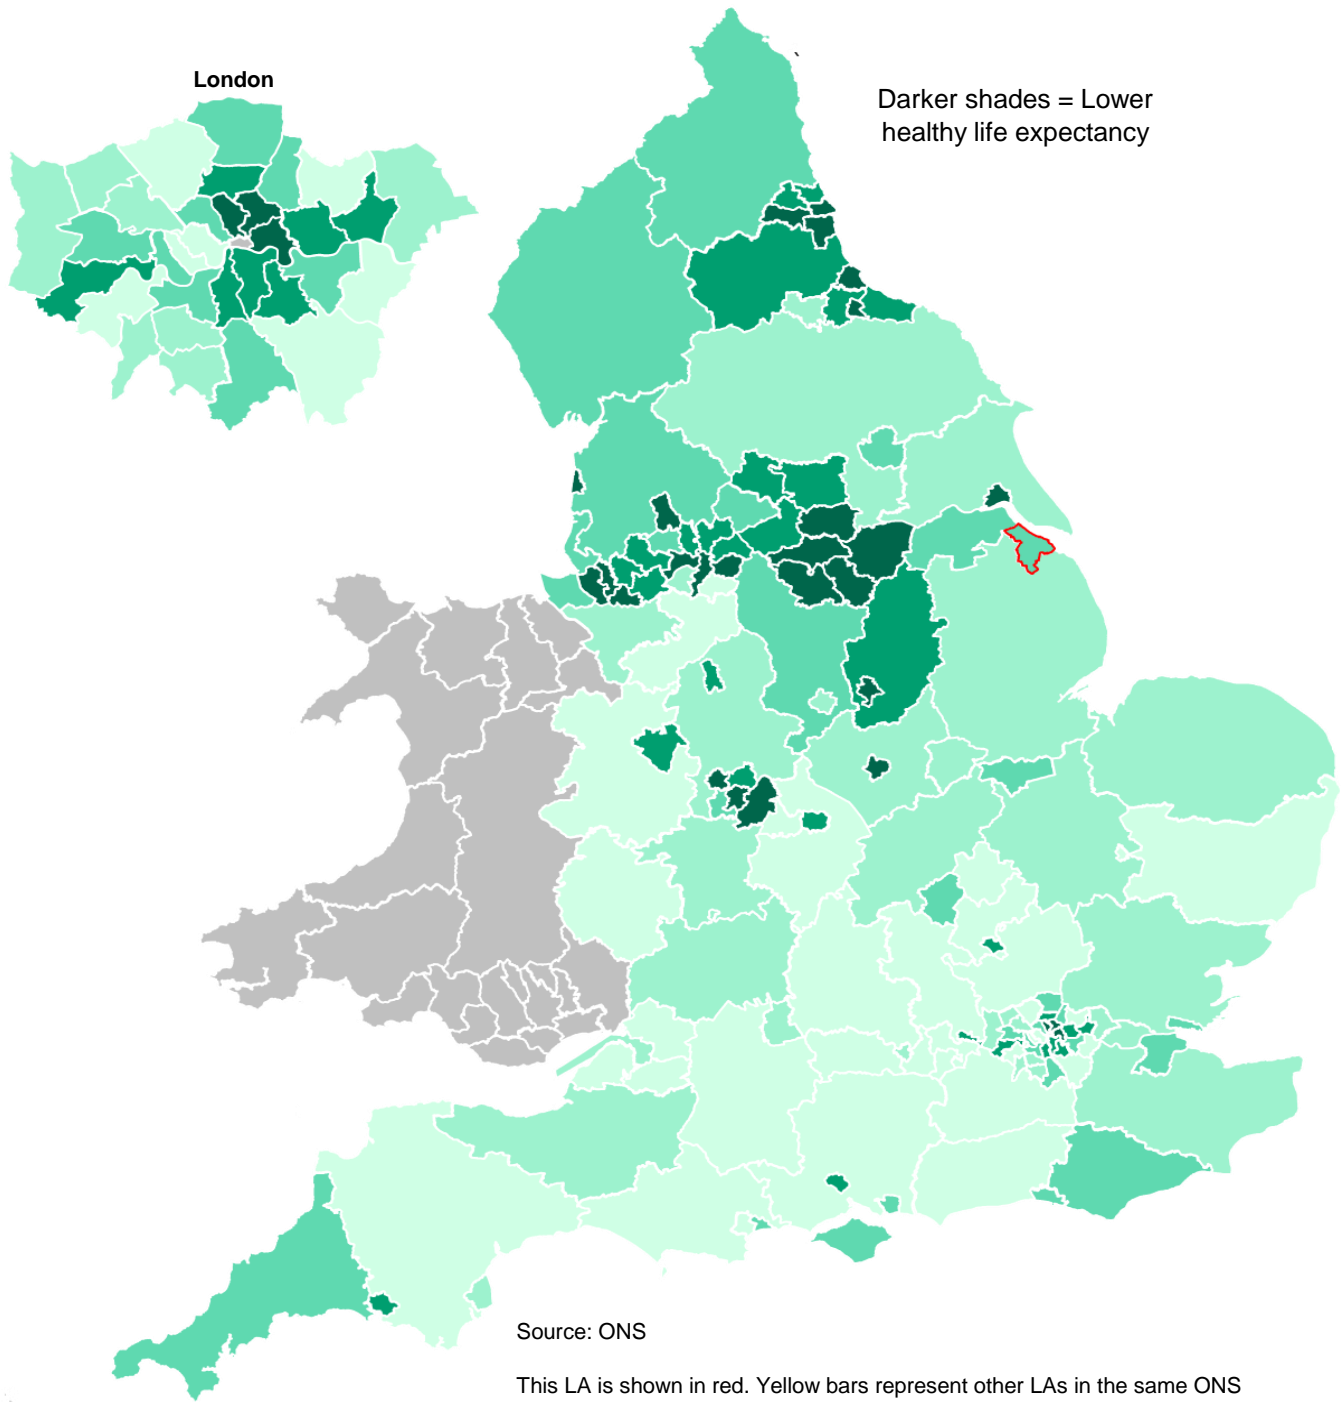 London
Darker shades = Lower
healthy life expectancy
Source: ONS
This LA is shown in red. Yellow bars represent other LAs in the same ONS